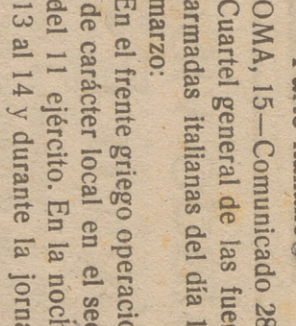 OMA, 15—Comunicado 28
Cuartel general de las fue
armadas italianas del día 1
marzo:
En el frente griego operacio
de carácter local en el sec
del 11 ejército. En la noch
13 al 14 y durante la jorna